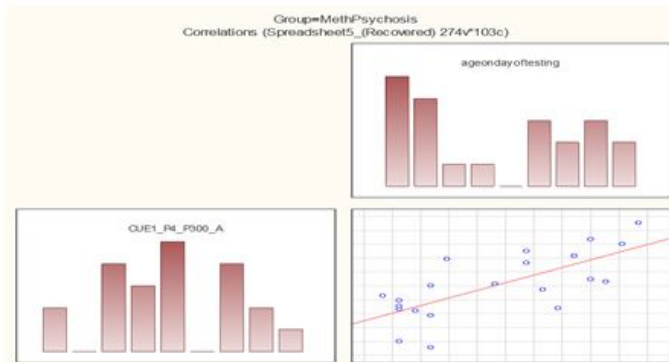 Group=MethPsychosis
Correlations (Spreadsheet5_(Recovered) 274v*103c)
ageondayoftesting
CUE1_P4_P300_A